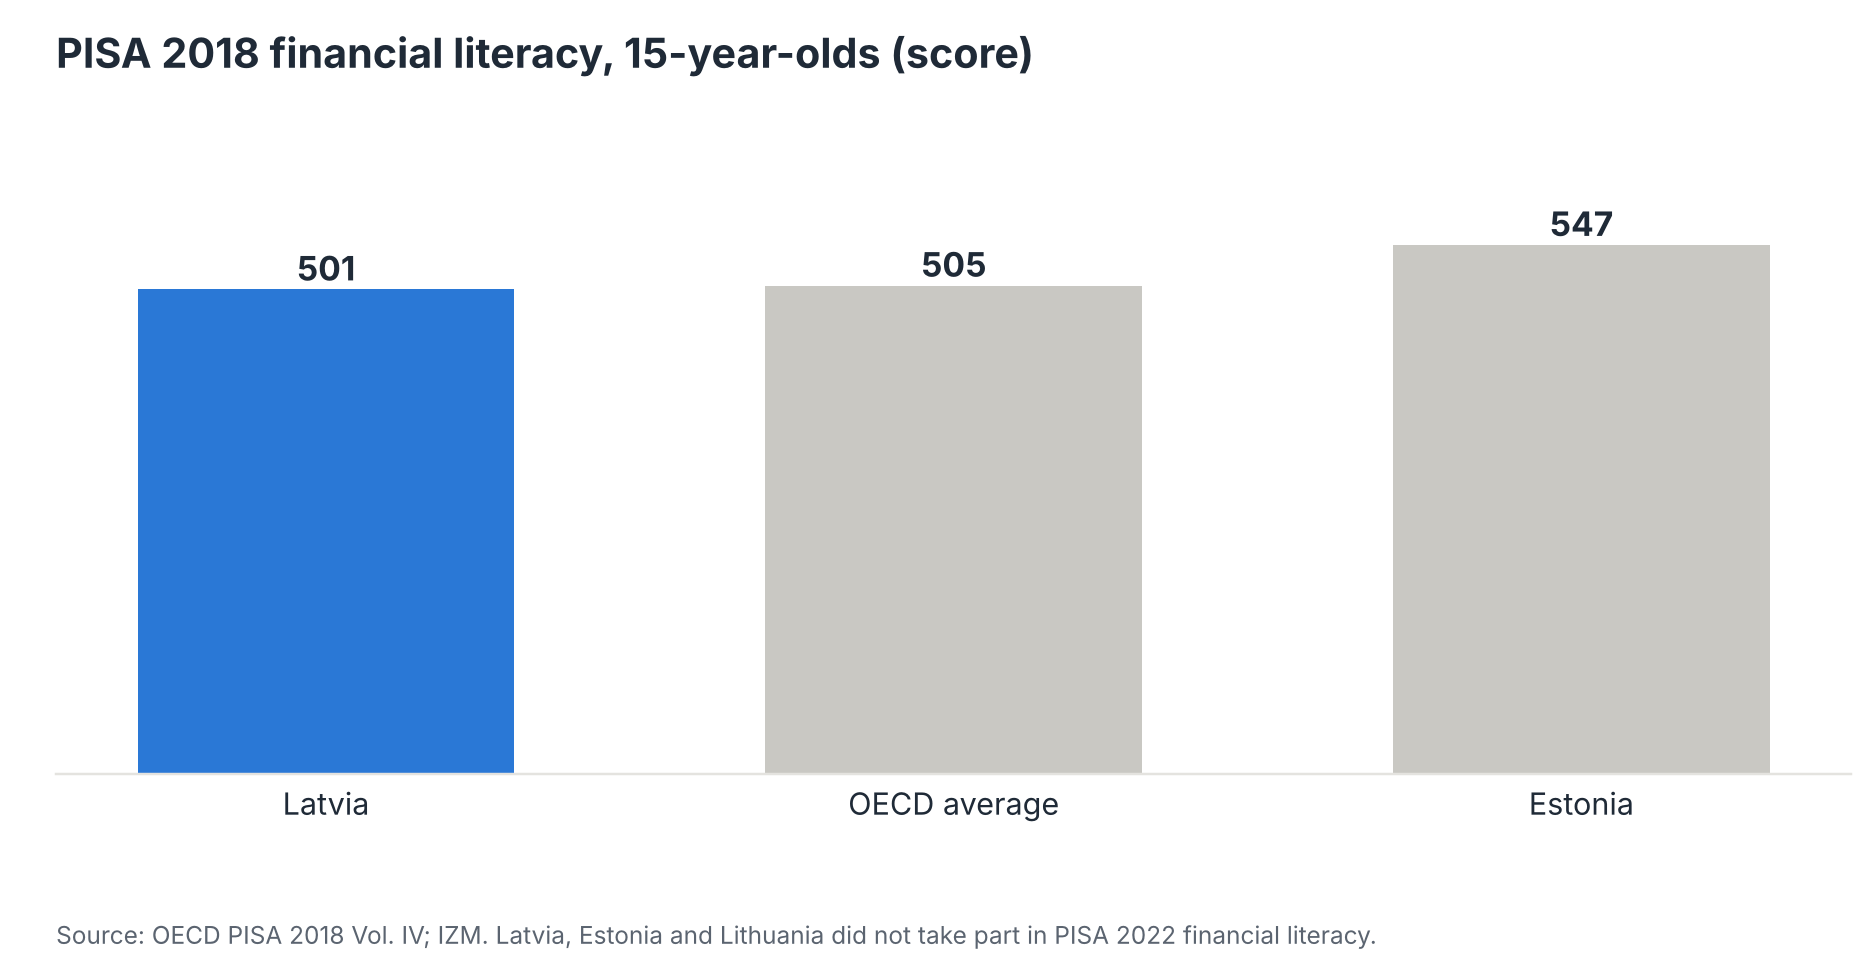 PISA 2018 financial literacy, 15-year-olds (score)
501
505
547
Latvia
OECD average
Estonia
Source: OECD PISA 2018 Vol. IV; IZM. Latvia, Estonia and Lithuania did not take part in PISA 2022 financial literacy.